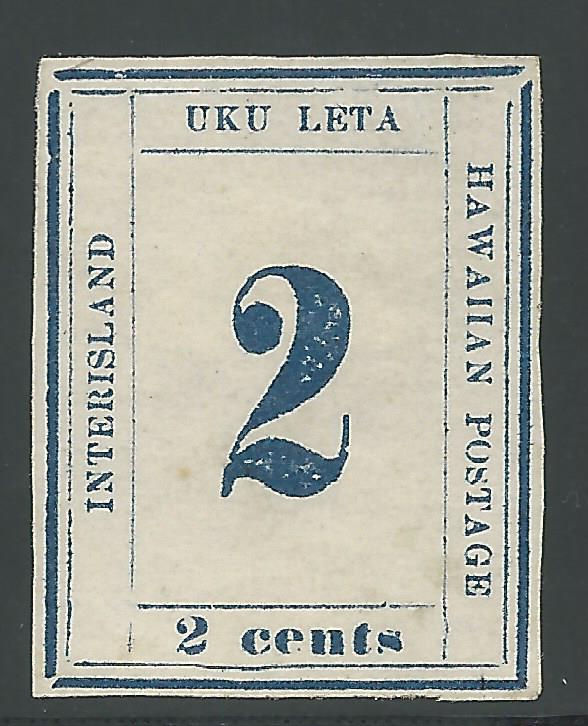 UKU LETA
INTERISLAND
HAWAIIAN POSTAGE
2
2 cents